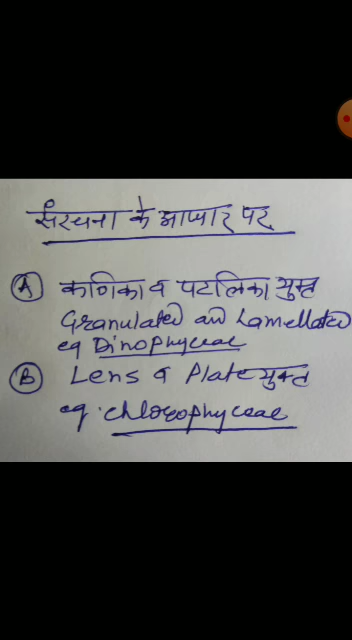 संरचना के आधार पर
(A) कणिका व पटलिका युक्त
Granulated and Lamellated
eg Dinophyceae
(B) Lens व Plate युक्त
eg. chlorophyceae